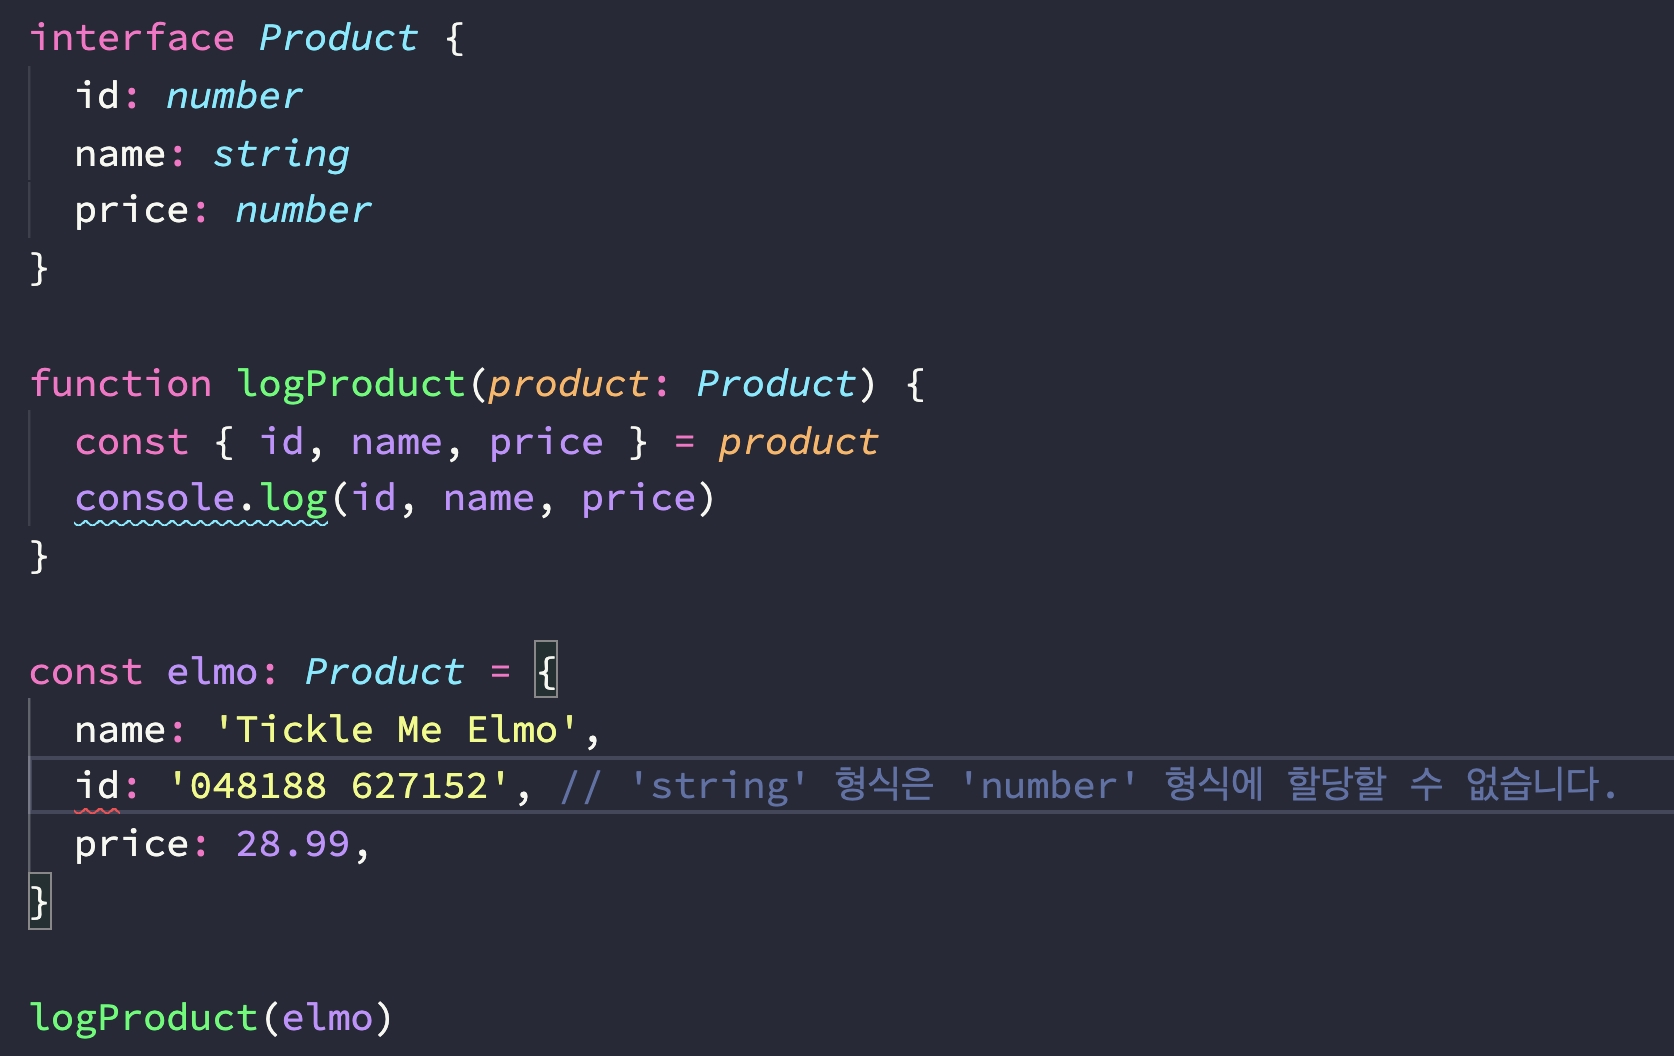 interface Product {
  id: number
  name: string
  price: number
}

function logProduct(product: Product) {
  const { id, name, price } = product
  console.log(id, name, price)
}

const elmo: Product = {
  name: 'Tickle Me Elmo',
  id: '048188 627152', // 'string' 형식은 'number' 형식에 할당할 수 없습니다.
  price: 28.99,
}

logProduct(elmo)